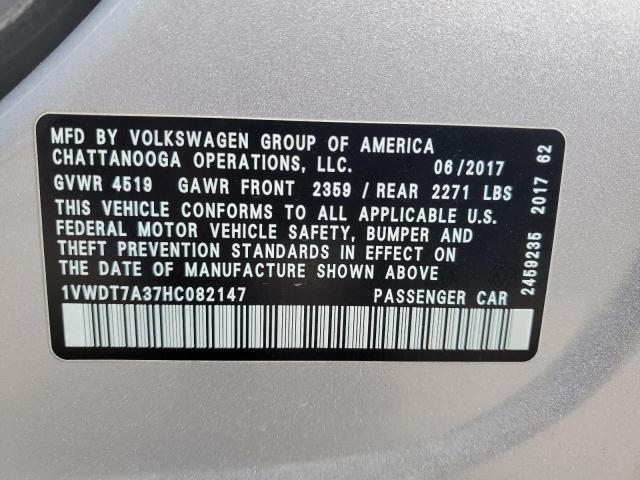 MFD BY VOLKSWAGEN GROUP OF AMERICA
CHATTANOOGA OPERATIONS, LLC. 06/2017
GVWR 4519 GAWR FRONT 2359 / REAR 2271 LBS
THIS VEHICLE CONFORMS TO ALL APPLICABLE U.S.
FEDERAL MOTOR VEHICLE SAFETY, BUMPER AND
THEFT PREVENTION STANDARDS IN EFFECT ON
THE DATE OF MANUFACTURE SHOWN ABOVE
1VWDT7A37HC082147 PASSENGER CAR
2459235 2017 62